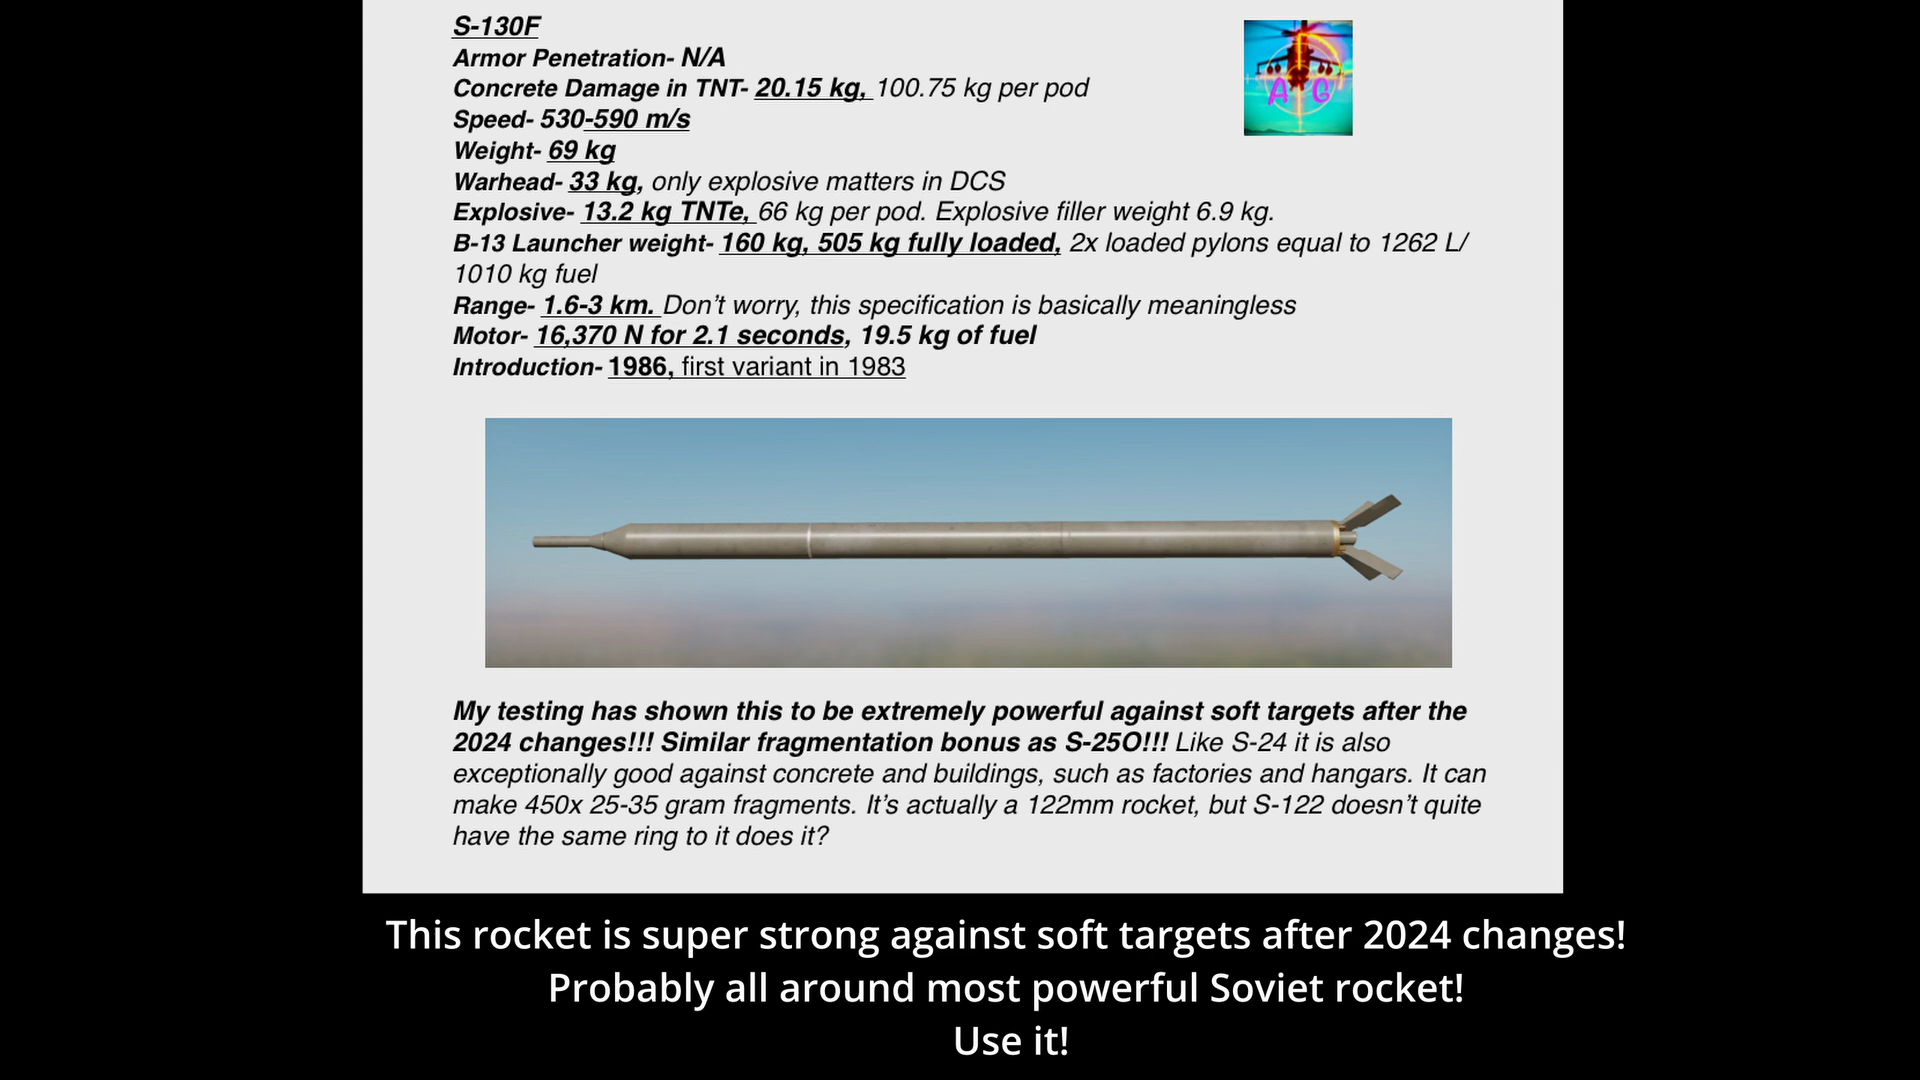 S-130F
Armor Penetration- N/A
Concrete Damage in TNT- 20.15 kg, 100.75 kg per pod
Speed- 530-590 m/s
Weight- 69 kg
Warhead- 33 kg, only explosive matters in DCS
Explosive- 13.2 kg TNTe, 66 kg per pod. Explosive filler weight 6.9 kg.
B-13 Launcher weight- 160 kg, 505 kg fully loaded, 2x loaded pylons equal to 1262 L/
1010 kg fuel
Range- 1.6-3 km. Don’t worry, this specification is basically meaningless
Motor- 16,370 N for 2.1 seconds, 19.5 kg of fuel
Introduction- 1986, first variant in 1983
A G
My testing has shown this to be extremely powerful against soft targets after the
2024 changes!!! Similar fragmentation bonus as S-25O!!! Like S-24 it is also
exceptionally good against concrete and buildings, such as factories and hangars. It can
make 450x 25-35 gram fragments. It’s actually a 122mm rocket, but S-122 doesn’t quite
have the same ring to it does it?
This rocket is super strong against soft targets after 2024 changes!
Probably all around most powerful Soviet rocket!
Use it!